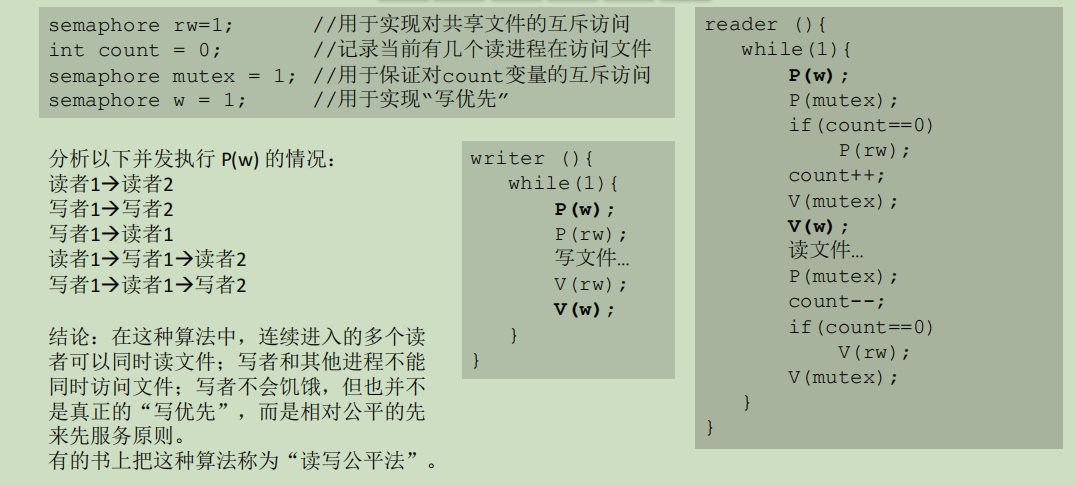 semaphore rw=1; //用于实现对共享文件的互斥访问
int count = 0; //记录当前有几个读进程在访问文件
semaphore mutex = 1; //用于保证对count变量的互斥访问
semaphore w = 1; //用于实现“写优先”
分析以下并发执行 P(w) 的情况：
读者1→读者2
写者1→写者2
写者1→读者1
读者1→写者1→读者2
写者1→读者1→写者2
结论：在这种算法中，连续进入的多个读
者可以同时读文件；写者和其他进程不能
同时访问文件；写者不会饥饿，但也并不
是真正的“写优先”，而是相对公平的先
来先服务原则。
有的书上把这种算法称为“读写公平法”。
writer (){
while(1){
P(w);
P(rw);
写文件…
V(rw);
V(w);
}
}
reader (){
while(1){
P(w);
P(mutex);
if(count==0)
P(rw);
count++;
V(mutex);
V(w);
读文件…
P(mutex);
count--;
if(count==0)
V(rw);
V(mutex);
}
}